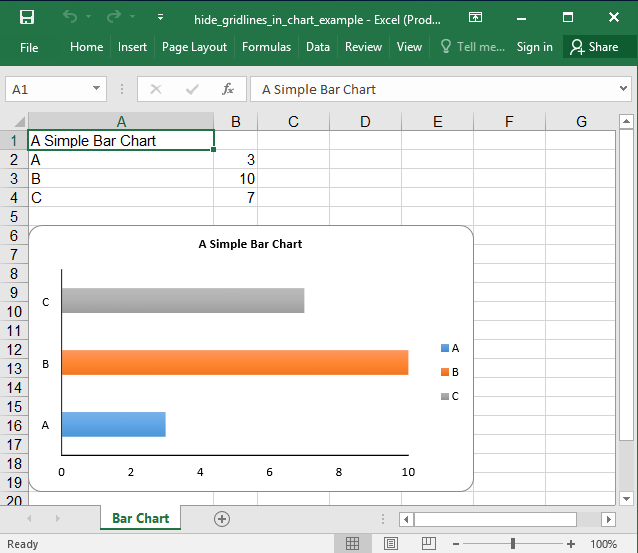 hide_gridlines_in_chart_example - Excel (Prod...
File Home Insert Page Layout Formulas Data Review View Tell me... Sign in Share
A1 fx A Simple Bar Chart
A B C D E F G
1 A Simple Bar Chart
2 A 3
3 B 10
4 C 7
5
6
A Simple Bar Chart
7
8
9
C
10
11
12
A
13
B
B
14
C
15
16
A
17
18
0 2 4 6 8 10
19
20
Bar Chart
Ready 100%